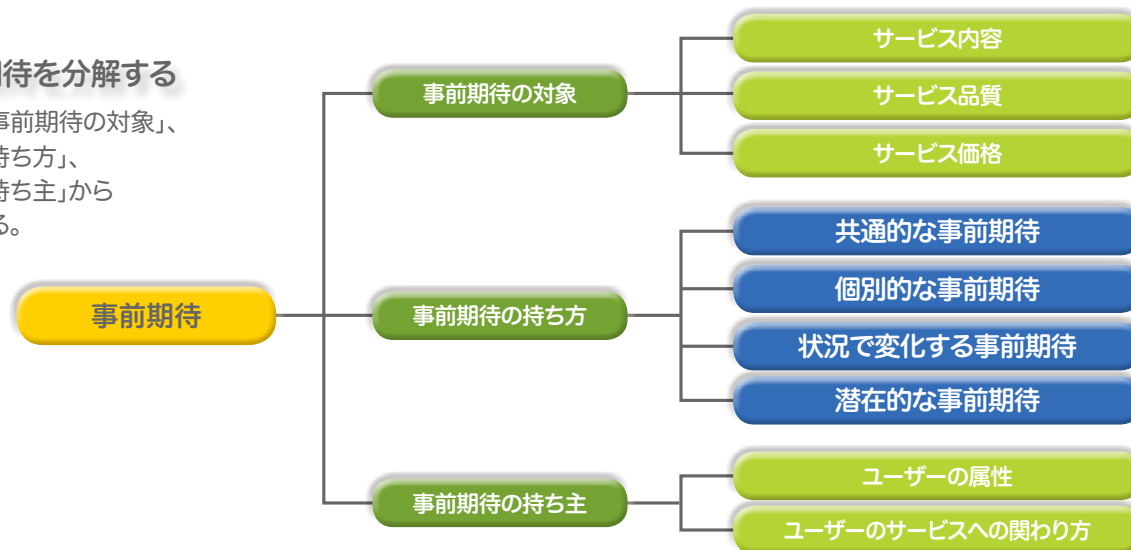 期待を分解する
事前期待の対象」、
持ち方」、
持ち主」から
る。
事前期待
事前期待の対象
サービス内容
サービス品質
サービス価格
事前期待の持ち方
共通的な事前期待
個別的な事前期待
状況で変化する事前期待
潜在的な事前期待
事前期待の持ち主
ユーザーの属性
ユーザーのサービスへの関わり方